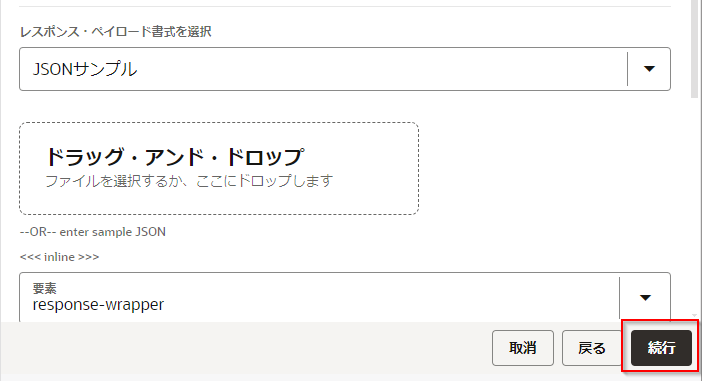 レスポンス・ペイロード書式を選択
JSONサンプル
ドラッグ・アンド・ドロップ
ファイルを選択するか、ここにドロップします
--OR-- enter sample JSON
<<< inline >>>
要素
response-wrapper
取消 戻る 続行